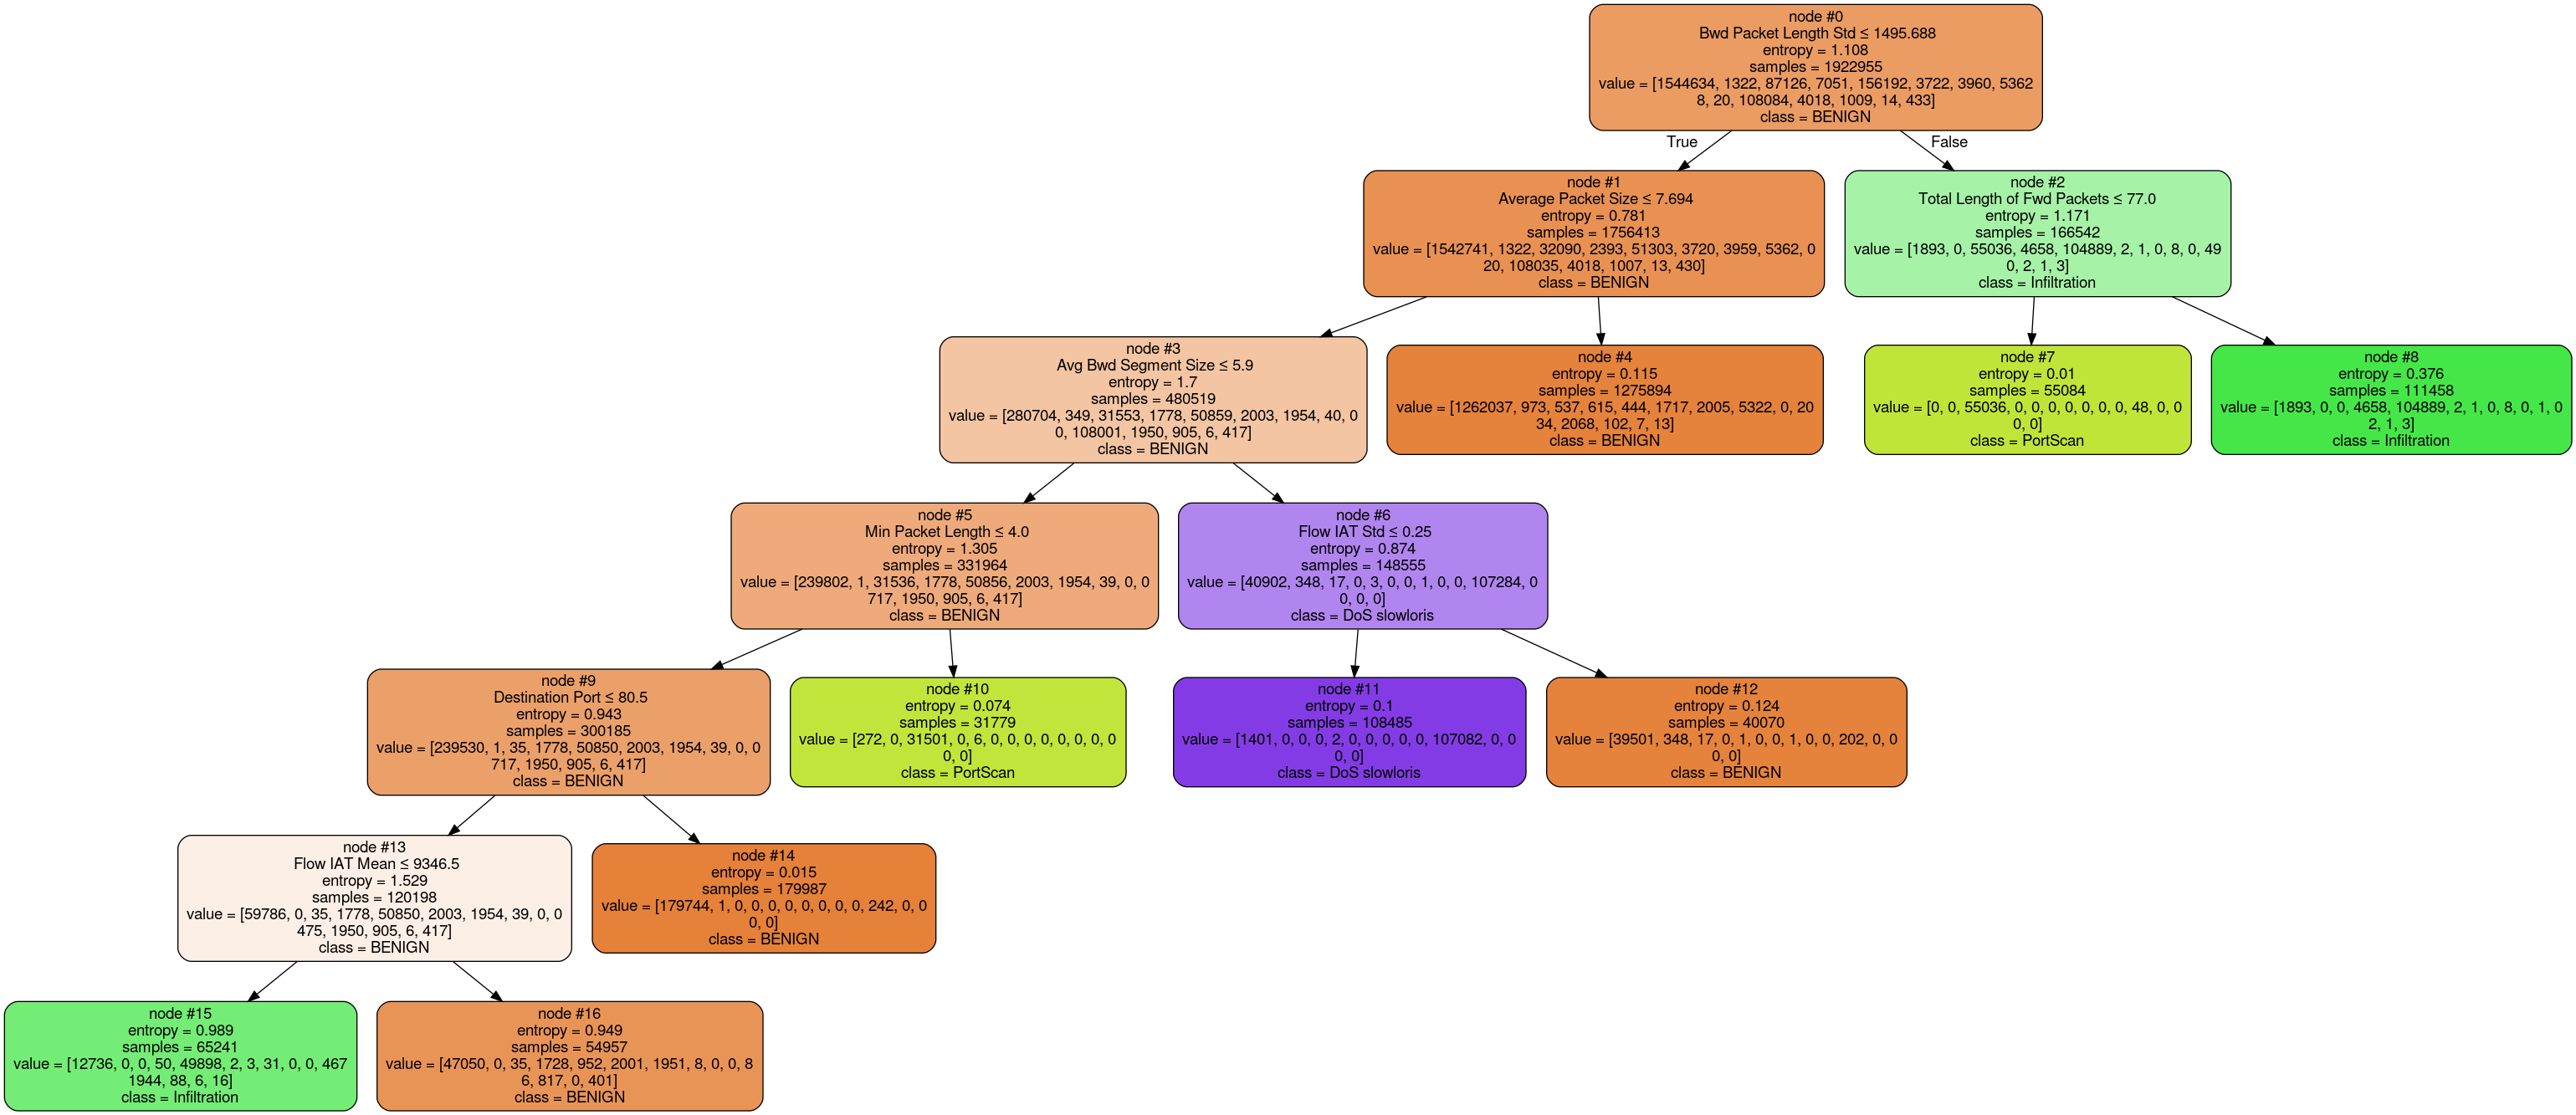 node #0
Bwd Packet Length Std ≤ 1495.688
entropy = 1.108
samples = 1922955
value = [1544634, 1322, 87126, 7051, 156192, 3722, 3960, 5362
8, 20, 108084, 4018, 1009, 14, 433]
class = BENIGN
True
False
node #1
Average Packet Size ≤ 7.694
entropy = 0.781
samples = 1756413
value = [1542741, 1322, 32090, 2393, 51303, 3720, 3959, 5362, 0
20, 108035, 4018, 1007, 13, 430]
class = BENIGN
node #2
Total Length of Fwd Packets ≤ 77.0
entropy = 1.171
samples = 166542
value = [1893, 0, 55036, 4658, 104889, 2, 1, 0, 8, 0, 49
0, 2, 1, 3]
class = Infiltration
node #3
Avg Bwd Segment Size ≤ 5.9
entropy = 1.7
samples = 480519
value = [280704, 349, 31553, 1778, 50859, 2003, 1954, 40, 0
0, 108001, 1950, 905, 6, 417]
class = BENIGN
node #4
entropy = 0.115
samples = 1275894
value = [1262037, 973, 537, 615, 444, 1717, 2005, 5322, 0, 20
34, 2068, 102, 7, 13]
class = BENIGN
node #7
entropy = 0.01
samples = 55084
value = [0, 0, 55036, 0, 0, 0, 0, 0, 0, 0, 48, 0, 0
0, 0]
class = PortScan
node #8
entropy = 0.376
samples = 111458
value = [1893, 0, 0, 4658, 104889, 2, 1, 0, 8, 0, 1, 0
2, 1, 3]
class = Infiltration
node #5
Min Packet Length ≤ 4.0
entropy = 1.305
samples = 331964
value = [239802, 1, 31536, 1778, 50856, 2003, 1954, 39, 0, 0
717, 1950, 905, 6, 417]
class = BENIGN
node #6
Flow IAT Std ≤ 0.25
entropy = 0.874
samples = 148555
value = [40902, 348, 17, 0, 3, 0, 0, 1, 0, 0, 107284, 0
0, 0, 0]
class = DoS slowloris
node #9
Destination Port ≤ 80.5
entropy = 0.943
samples = 300185
value = [239530, 1, 35, 1778, 50850, 2003, 1954, 39, 0, 0
717, 1950, 905, 6, 417]
class = BENIGN
node #10
entropy = 0.074
samples = 31779
value = [272, 0, 31501, 0, 6, 0, 0, 0, 0, 0, 0, 0, 0
0, 0]
class = PortScan
node #11
entropy = 0.1
samples = 108485
value = [1401, 0, 0, 0, 2, 0, 0, 0, 0, 0, 107082, 0, 0
0, 0]
class = DoS slowloris
node #12
entropy = 0.124
samples = 40070
value = [39501, 348, 17, 0, 1, 0, 0, 1, 0, 0, 202, 0, 0
0, 0]
class = BENIGN
node #13
Flow IAT Mean ≤ 9346.5
entropy = 1.529
samples = 120198
value = [59786, 0, 35, 1778, 50850, 2003, 1954, 39, 0, 0
475, 1950, 905, 6, 417]
class = BENIGN
node #14
entropy = 0.015
samples = 179987
value = [179744, 1, 0, 0, 0, 0, 0, 0, 0, 0, 242, 0, 0
0, 0]
class = BENIGN
node #15
entropy = 0.989
samples = 65241
value = [12736, 0, 0, 50, 49898, 2, 3, 31, 0, 0, 467
1944, 88, 6, 16]
class = Infiltration
node #16
entropy = 0.949
samples = 54957
value = [47050, 0, 35, 1728, 952, 2001, 1951, 8, 0, 0, 8
6, 817, 0, 401]
class = BENIGN